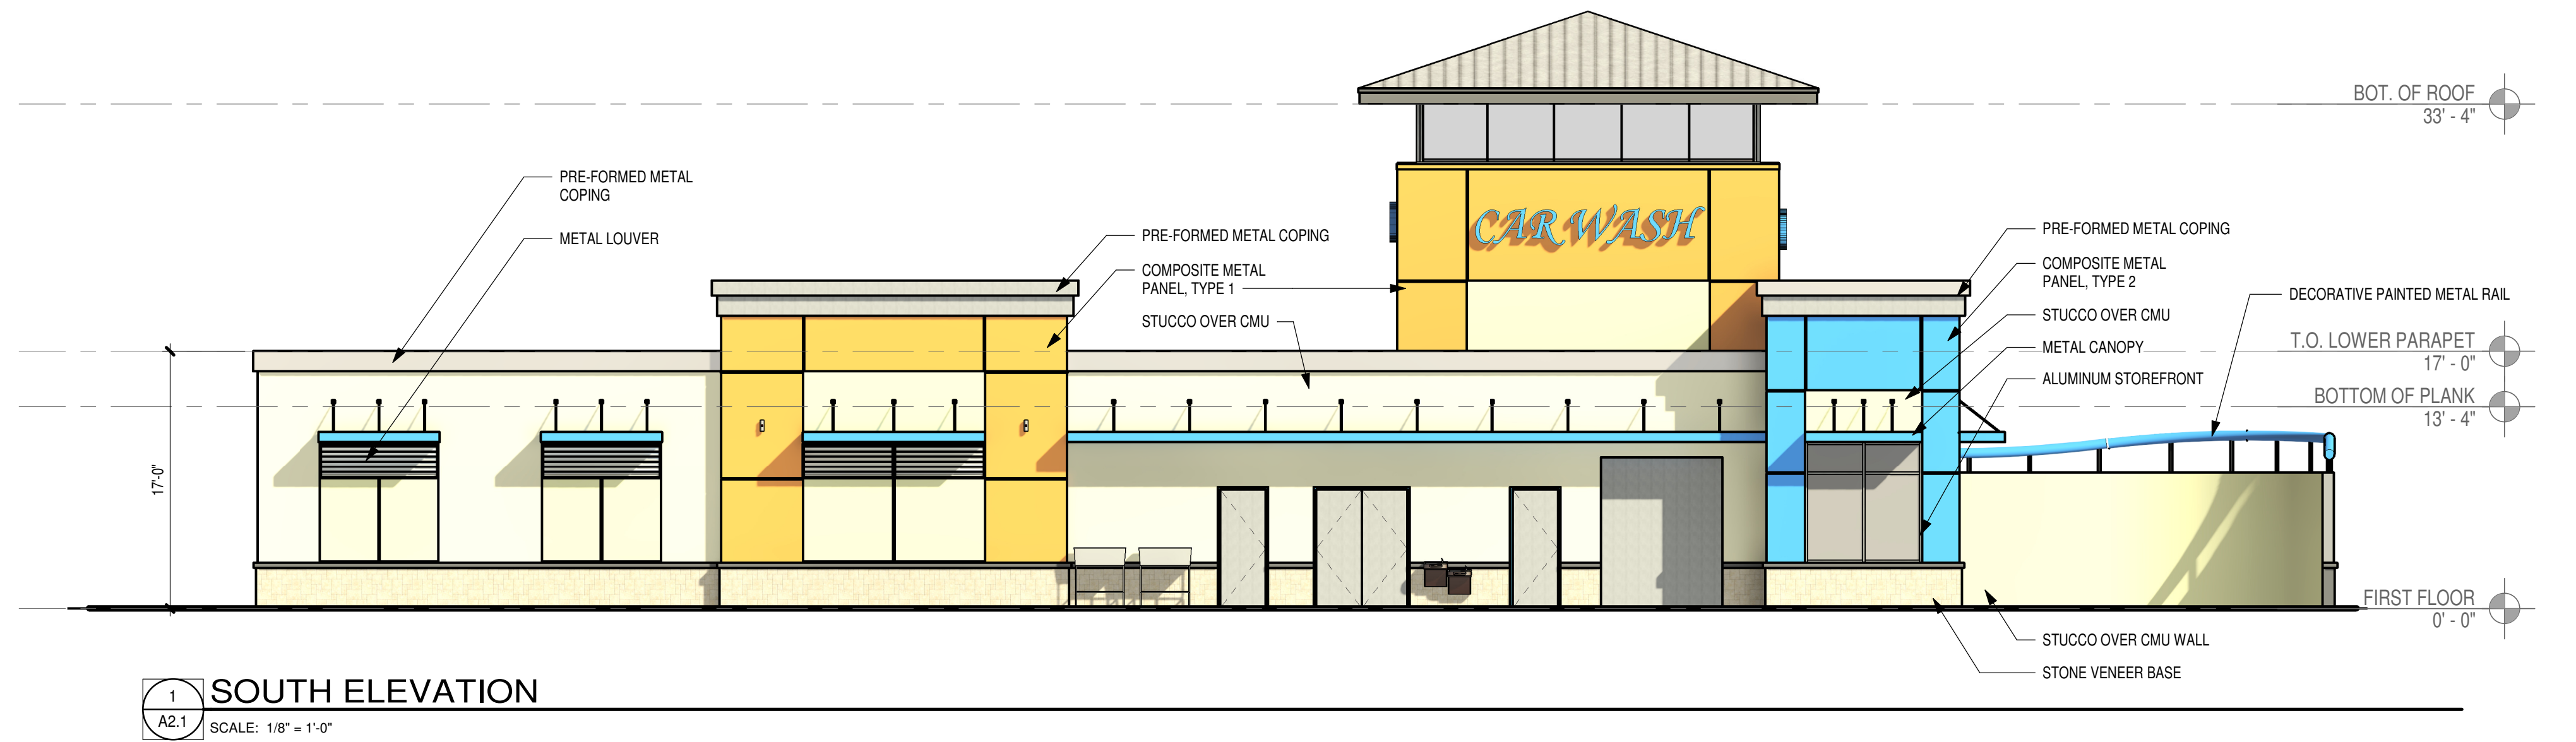 BOT. OF ROOF
33' - 4"
PRE-FORMED METAL
COPING
METAL LOUVER
CAR WASH
PRE-FORMED METAL COPING
COMPOSITE METAL
PANEL, TYPE 1
STUCCO OVER CMU
PRE-FORMED METAL COPING
COMPOSITE METAL
PANEL, TYPE 2
DECORATIVE PAINTED METAL RAIL
STUCCO OVER CMU
METAL CANOPY
ALUMINUM STOREFRONT
T.O. LOWER PARAPET
17' - 0"
BOTTOM OF PLANK
13' - 4"
17'-0"
FIRST FLOOR
0' - 0"
STUCCO OVER CMU WALL
STONE VENEER BASE
1
A2.1
SOUTH ELEVATION
SCALE: 1/8" = 1'-0"